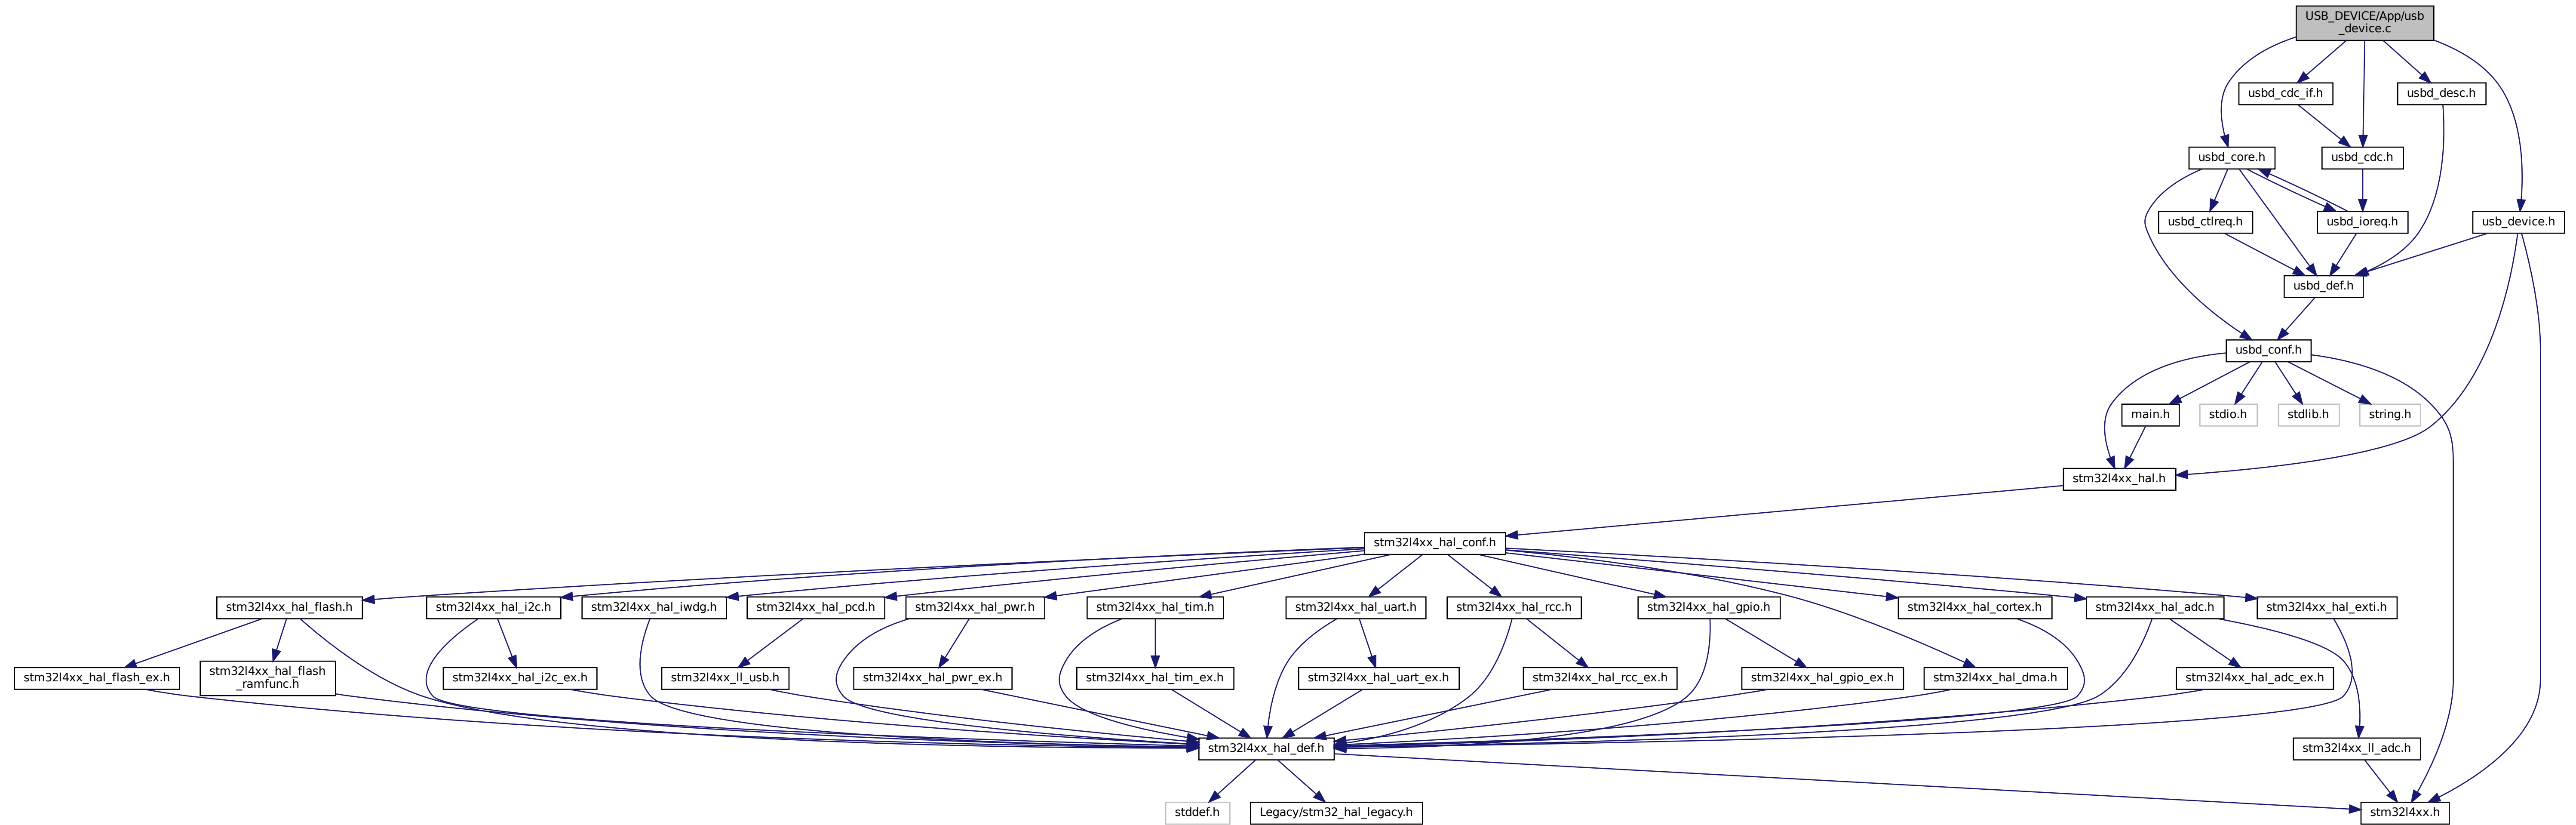 USB_DEVICE/App/usb
_device.c
usbd_cdc_if.h
usbd_desc.h
usbd_core.h
usbd_cdc.h
usbd_ctlreq.h
usbd_ioreq.h
usb_device.h
usbd_def.h
usbd_conf.h
main.h
stdio.h
stdlib.h
string.h
stm32l4xx_hal.h
stm32l4xx_hal_conf.h
stm32l4xx_hal_flash.h
stm32l4xx_hal_i2c.h
stm32l4xx_hal_iwdg.h
stm32l4xx_hal_pcd.h
stm32l4xx_hal_pwr.h
stm32l4xx_hal_tim.h
stm32l4xx_hal_uart.h
stm32l4xx_hal_rcc.h
stm32l4xx_hal_gpio.h
stm32l4xx_hal_cortex.h
stm32l4xx_hal_adc.h
stm32l4xx_hal_exti.h
stm32l4xx_hal_flash_ex.h
stm32l4xx_hal_flash
_ramfunc.h
stm32l4xx_hal_i2c_ex.h
stm32l4xx_ll_usb.h
stm32l4xx_hal_pwr_ex.h
stm32l4xx_hal_tim_ex.h
stm32l4xx_hal_uart_ex.h
stm32l4xx_hal_rcc_ex.h
stm32l4xx_hal_gpio_ex.h
stm32l4xx_hal_dma.h
stm32l4xx_hal_adc_ex.h
stm32l4xx_hal_def.h
stm32l4xx_ll_adc.h
stddef.h
Legacy/stm32_hal_legacy.h
stm32l4xx.h